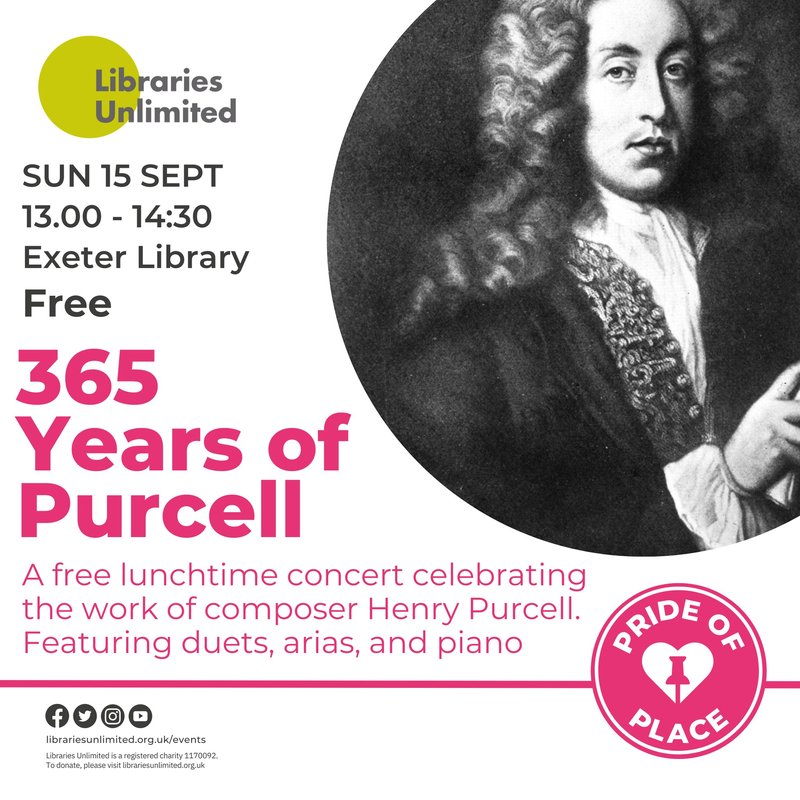 Libraries
Unlimited
SUN 15 SEPT
13.00 - 14:30
Exeter Library
Free
365
Years of
Purcell
A free lunchtime concert celebrating
the work of composer Henry Purcell.
Featuring duets, arias, and piano
PRIDE OF
PLACE
librariesunlimited.org.uk/events
Libraries Unlimited is a registered charity 1170092.
To donate, please visit librariesunlimited.org.uk